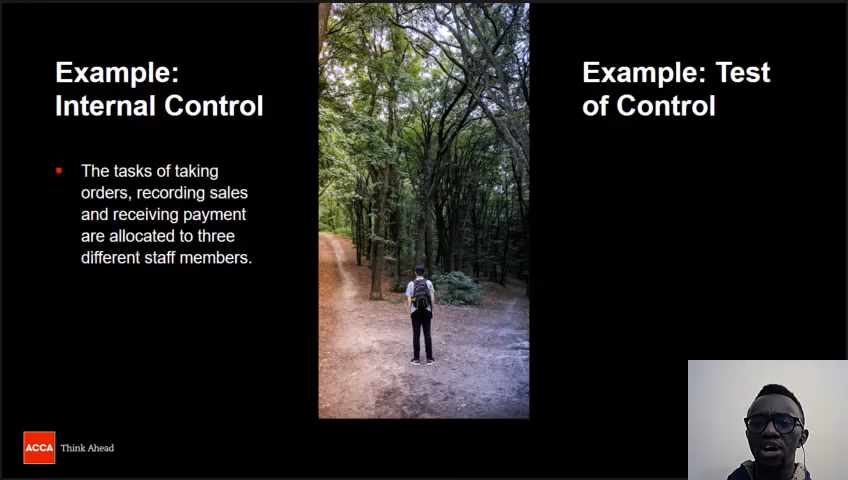 Example:
Internal Control
The tasks of taking
orders, recording sales
and receiving payment
are allocated to three
different staff members.
Example: Test
of Control
ACCA
Think Ahead